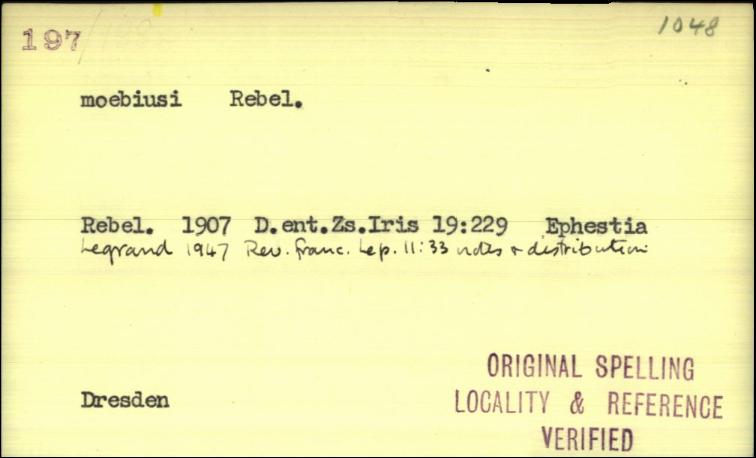 197
1048
moebiusi Rebel.
Rebel. 1907 D.ent.Zs.Iris 19:229 Ephestia
Legrand 1947 Rev. franc. Lep. 11:33 notes & distribution
Dresden
ORIGINAL SPELLING
LOCALITY & REFERENCE
VERIFIED